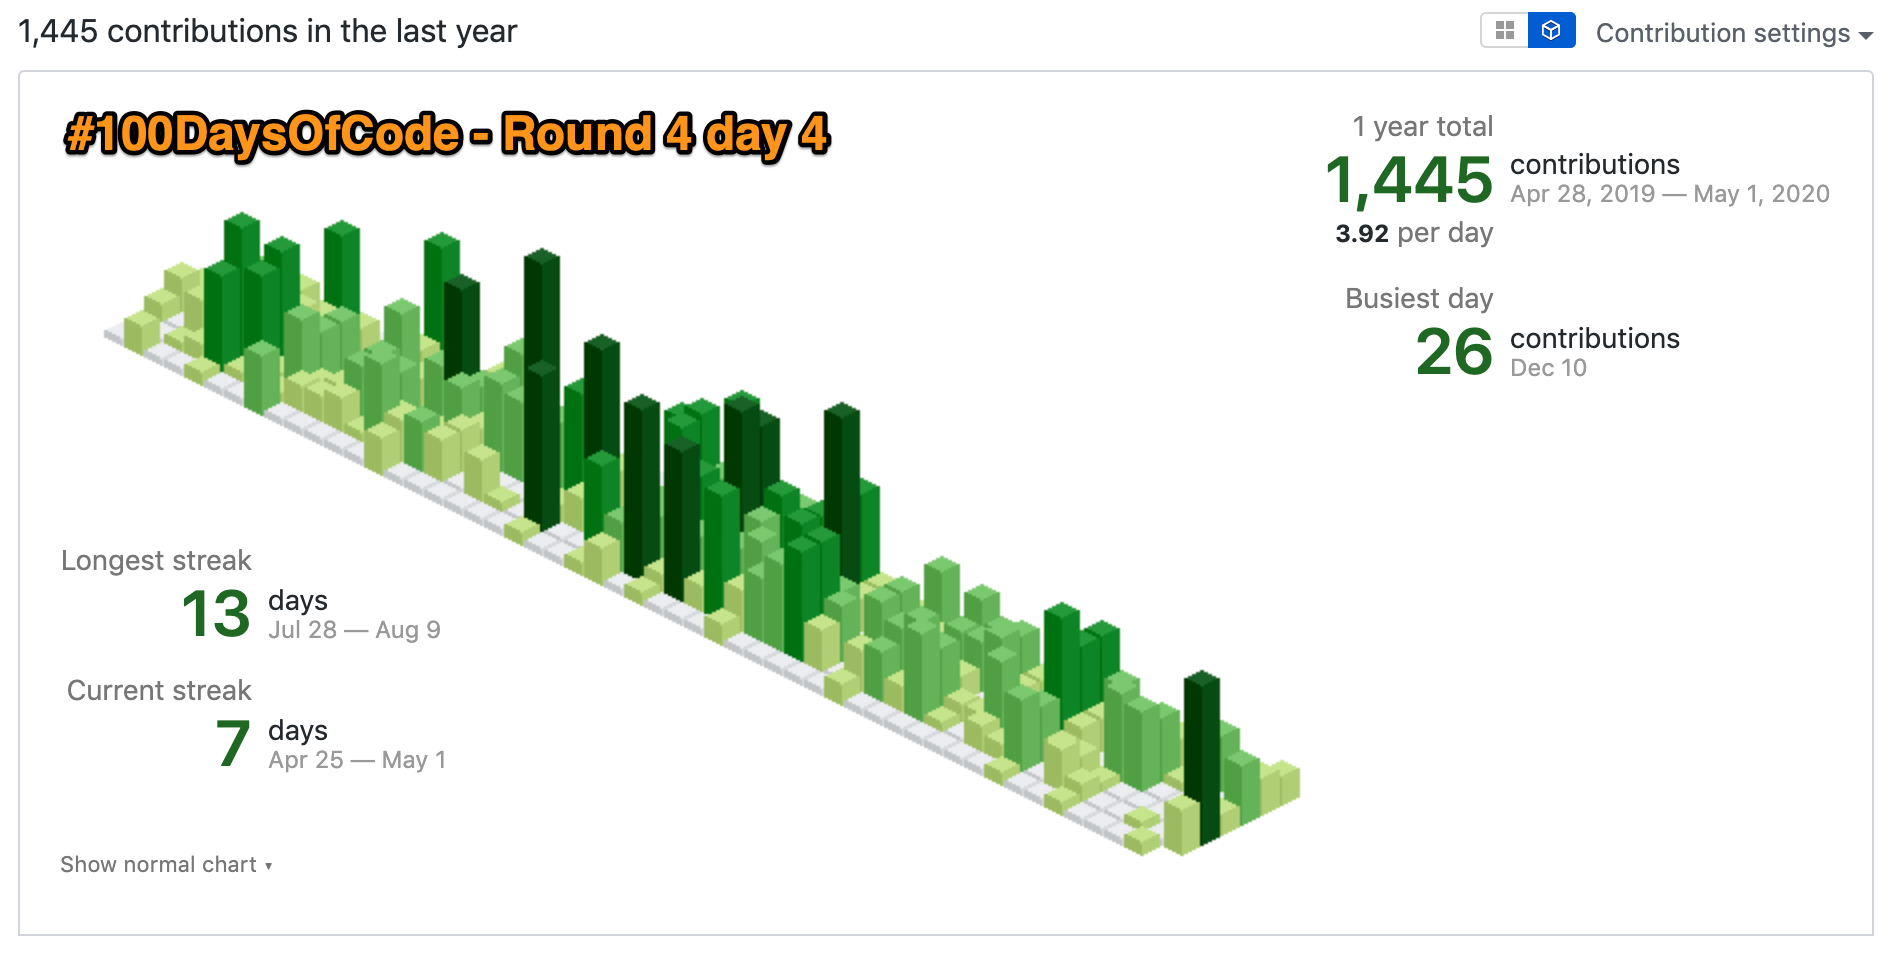 1,445 contributions in the last year
Contribution settings
#100DaysOfCode - Round 4 day 4
1 year total
1,445 contributions
Apr 28, 2019 — May 1, 2020
3.92 per day
Busiest day
26 contributions
Dec 10
Longest streak
13 days
Jul 28 — Aug 9
Current streak
7 days
Apr 25 — May 1
Show normal chart